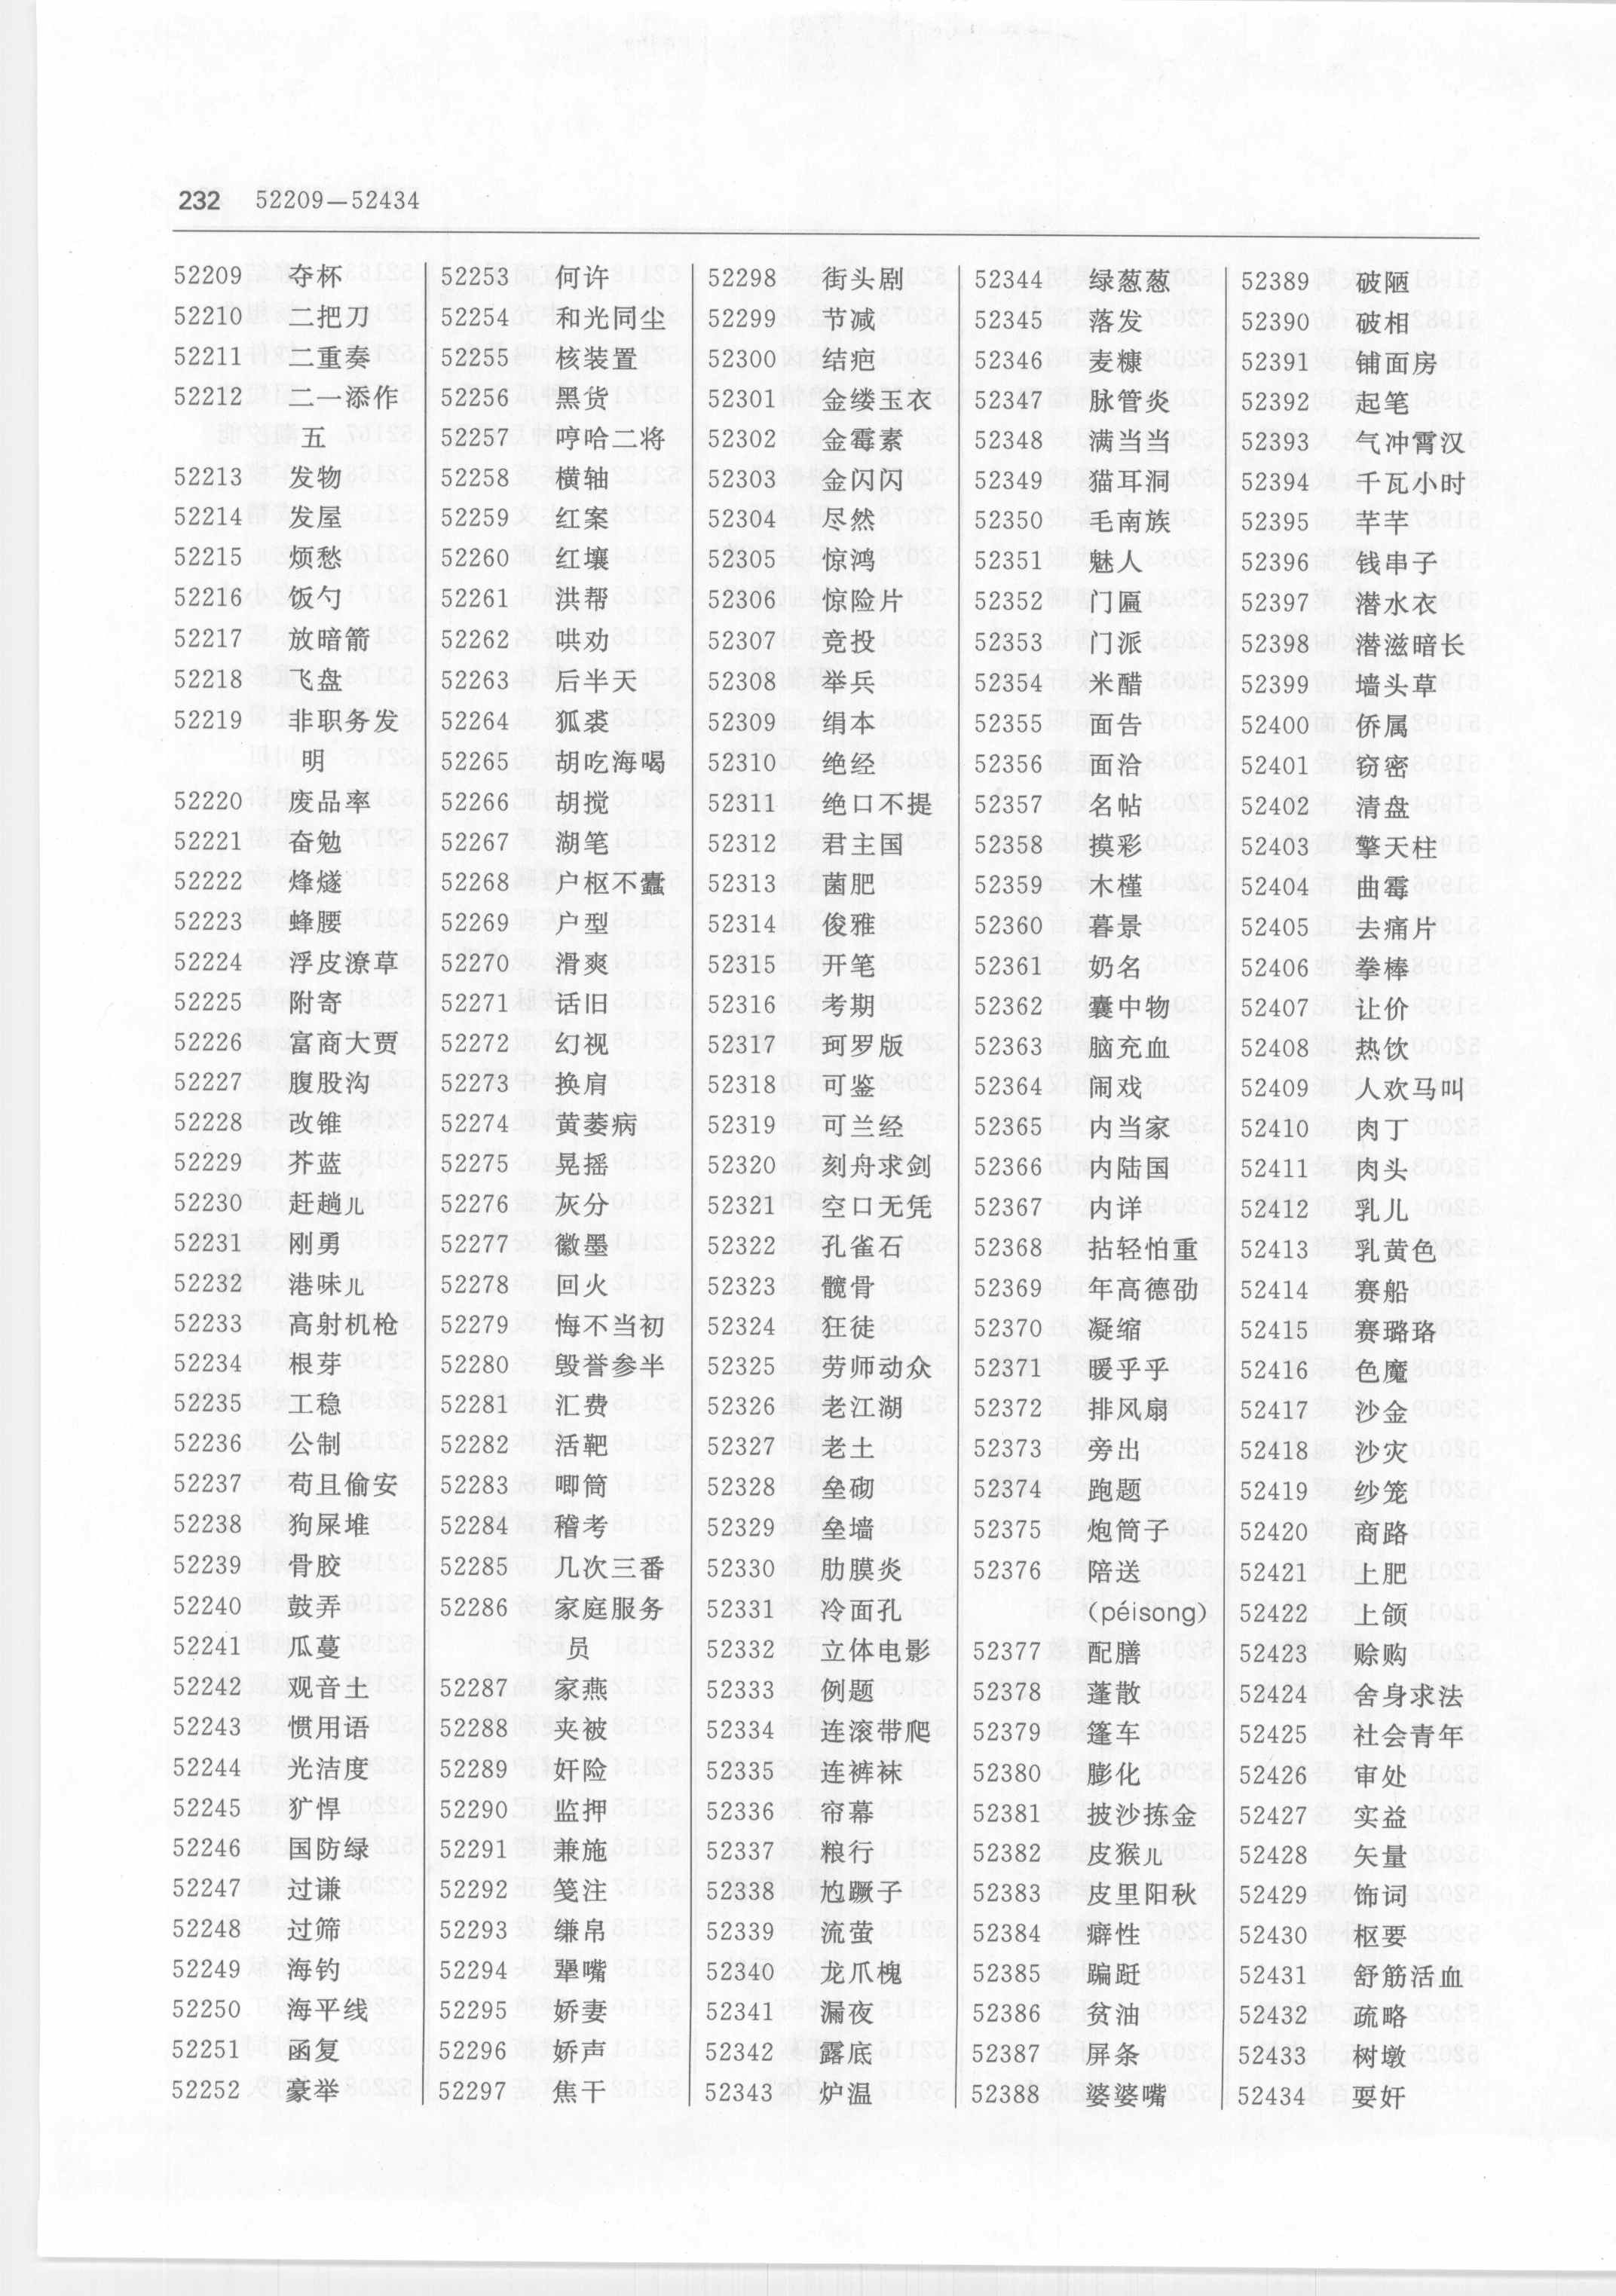 232 52209—52434
52209 夺杯
52210 二把刀
52211 二重奏
52212 二一添作
五
52213 发物
52214 发屋
52215 烦愁
52216 饭勺
52217 放暗箭
52218 飞盘
52219 非职务发
明
52220 废品率
52221 奋勉
52222 烽燧
52223 蜂腰
52224 浮皮潦草
52225 附寄
52226 富商大贾
52227 腹股沟
52228 改锥
52229 芥蓝
52230 赶趟儿
52231 刚勇
52232 港味儿
52233 高射机枪
52234 根芽
52235 工稳
52236 公制
52237 苟且偷安
52238 狗屎堆
52239 骨胶
52240 鼓弄
52241 瓜蔓
52242 观音土
52243 惯用语
52244 光洁度
52245 犷悍
52246 国防绿
52247 过谦
52248 过筛
52249 海钓
52250 海平线
52251 函复
52252 豪举
52253 何许
52254 和光同尘
52255 核装置
52256 黑货
52257 哼哈二将
52258 横轴
52259 红案
52260 红壤
52261 洪帮
52262 哄劝
52263 后半天
52264 狐裘
52265 胡吃海喝
52266 胡搅
52267 湖笔
52268 户枢不蠹
52269 户型
52270 滑爽
52271 话旧
52272 幻视
52273 换肩
52274 黄萎病
52275 晃摇
52276 灰分
52277 徽墨
52278 回火
52279 悔不当初
52280 毁誉参半
52281 汇费
52282 活靶
52283 唧筒
52284 稽考
52285 几次三番
52286 家庭服务
员
52287 家燕
52288 夹被
52289 奸险
52290 监押
52291 兼施
52292 笺注
52293 缣帛
52294 犟嘴
52295 娇妻
52296 娇声
52297 焦干
52298 街头剧
52299 节减
52300 结疤
52301 金缕玉衣
52302 金霉素
52303 金闪闪
52304 尽然
52305 惊鸿
52306 惊险片
52307 竞投
52308 举兵
52309 绢本
52310 绝经
52311 绝口不提
52312 君主国
52313 菌肥
52314 俊雅
52315 开笔
52316 考期
52317 珂罗版
52318 可鉴
52319 可兰经
52320 刻舟求剑
52321 空口无凭
52322 孔雀石
52323 髋骨
52324 狂徒
52325 劳师动众
52326 老江湖
52327 老土
52328 垒砌
52329 垒墙
52330 肋膜炎
52331 冷面孔
52332 立体电影
52333 例题
52334 连滚带爬
52335 连裤袜
52336 帘幕
52337 粮行
52338 尥蹶子
52339 流萤
52340 龙爪槐
52341 漏夜
52342 露底
52343 炉温
52344 绿葱葱
52345 落发
52346 麦糠
52347 脉管炎
52348 满当当
52349 猫耳洞
52350 毛南族
52351 魅人
52352 门匾
52353 门派
52354 米醋
52355 面告
52356 面洽
52357 名帖
52358 摸彩
52359 木槿
52360 暮景
52361 奶名
52362 囊中物
52363 脑充血
52364 闹戏
52365 内当家
52366 内陆国
52367 内详
52368 拈轻怕重
52369 年高德劭
52370 凝缩
52371 暖乎乎
52372 排风扇
52373 旁出
52374 跑题
52375 炮筒子
52376 陪送
(péisong)
52377 配膳
52378 蓬散
52379 篷车
52380 膨化
52381 披沙拣金
52382 皮猴儿
52383 皮里阳秋
52384 癖性
52385 蹁跹
52386 贫油
52387 屏条
52388 婆婆嘴
52389 破陋
52390 破相
52391 铺面房
52392 起笔
52393 气冲霄汉
52394 千瓦小时
52395 芊芊
52396 钱串子
52397 潜水衣
52398 潜滋暗长
52399 墙头草
52400 侨属
52401 窃密
52402 清盘
52403 擎天柱
52404 曲霉
52405 去痛片
52406 拳棒
52407 让价
52408 热饮
52409 人欢马叫
52410 肉丁
52411 肉头
52412 乳儿
52413 乳黄色
52414 赛船
52415 赛璐珞
52416 色魔
52417 沙金
52418 沙灾
52419 纱笼
52420 商路
52421 上肥
52422 上颌
52423 赊购
52424 舍身求法
52425 社会青年
52426 审处
52427 实益
52428 矢量
52429 饰词
52430 枢要
52431 舒筋活血
52432 疏略
52433 树墩
52434 耍奸